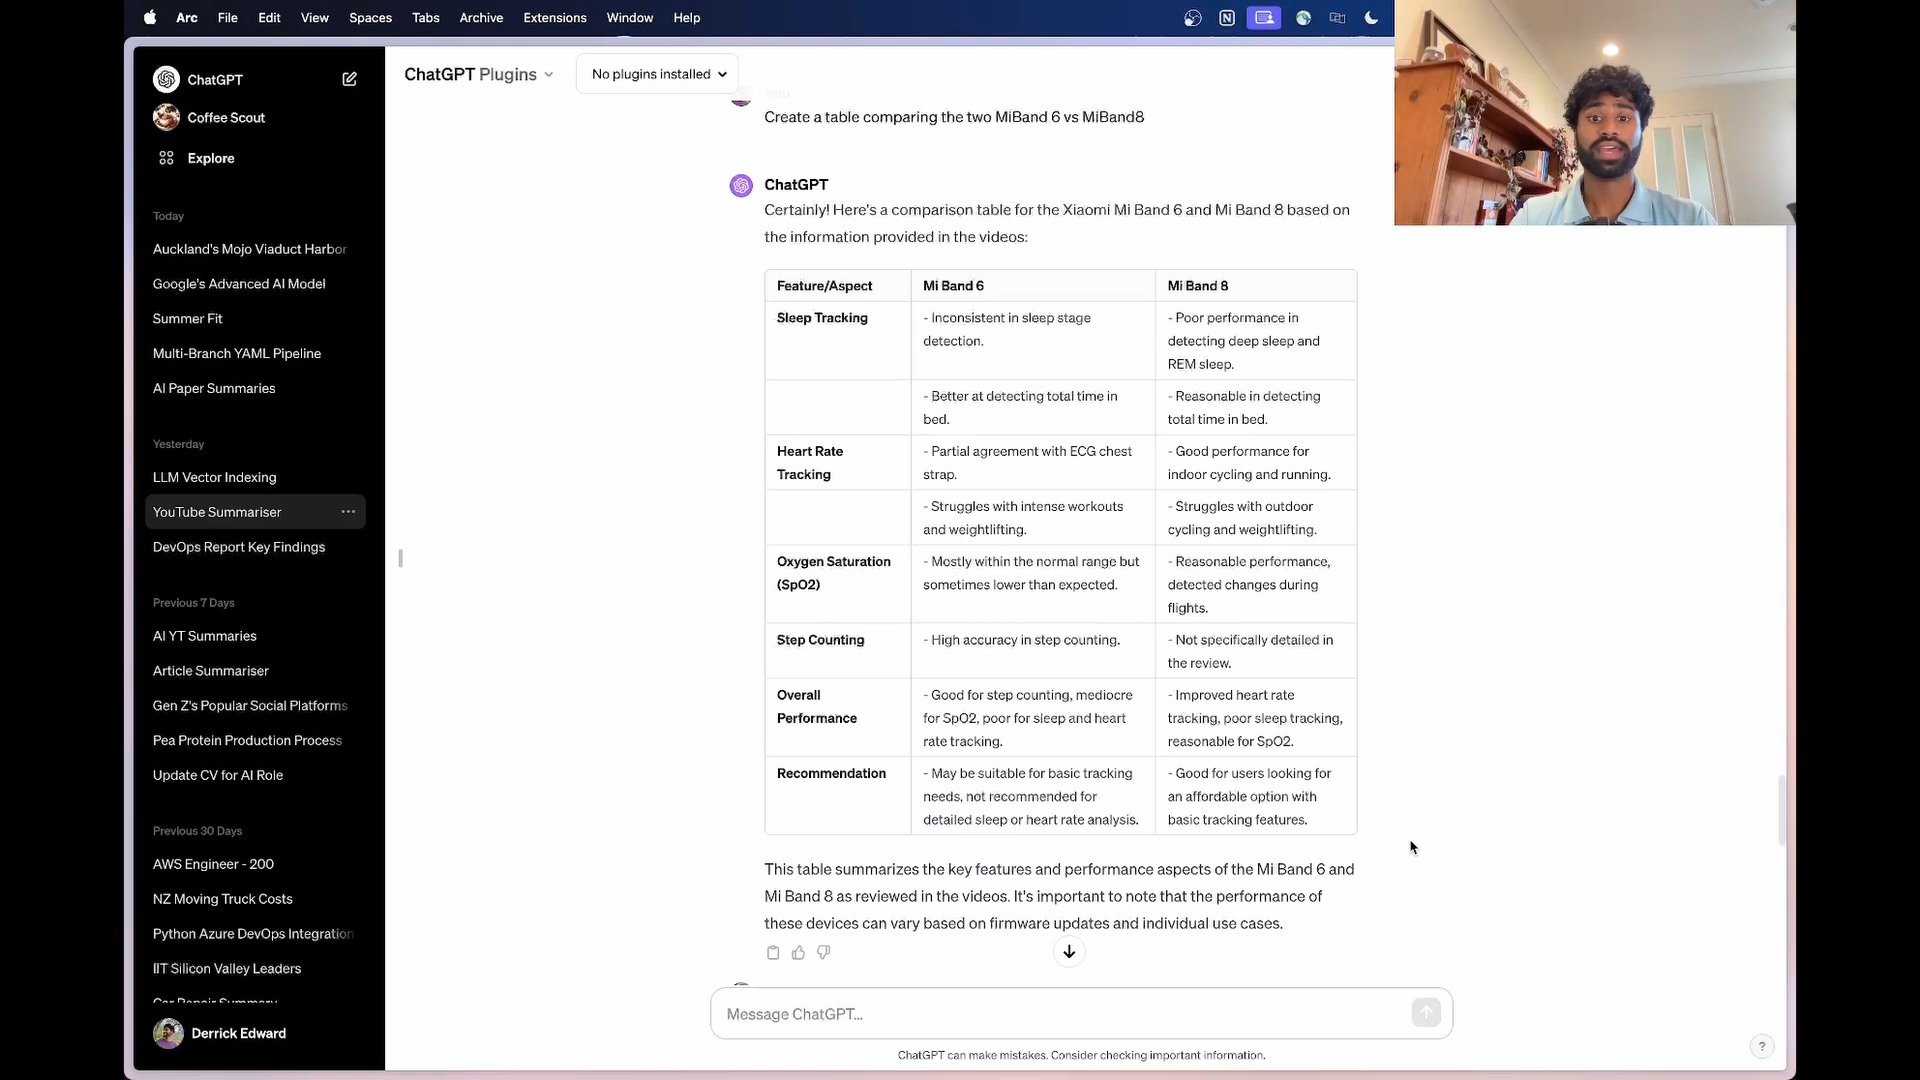 Arc File Edit View Spaces Tabs Archive Extensions Window Help
ChatGPT
Coffee Scout
Explore
Today
Auckland's Mojo Viaduct Harbor
Google's Advanced AI Model
Summer Fit
Multi-Branch YAML Pipeline
AI Paper Summaries
Yesterday
LLM Vector Indexing
YouTube Summariser
DevOps Report Key Findings
Previous 7 Days
AI YT Summaries
Article Summariser
Gen Z's Popular Social Platforms
Pea Protein Production Process
Update CV for AI Role
Previous 30 Days
AWS Engineer - 200
NZ Moving Truck Costs
Python Azure DevOps Integration
IIT Silicon Valley Leaders
Car Repair Summary
Derrick Edward
ChatGPT Plugins
No plugins installed
You
Create a table comparing the two MiBand 6 vs MiBand8
ChatGPT
Certainly! Here's a comparison table for the Xiaomi Mi Band 6 and Mi Band 8 based on
the information provided in the videos:
Feature/Aspect Mi Band 6 Mi Band 8
Sleep Tracking
- Inconsistent in sleep stage
detection.
- Poor performance in
detecting deep sleep and
REM sleep.
- Better at detecting total time in
bed.
- Reasonable in detecting
total time in bed.
Heart Rate
Tracking
- Partial agreement with ECG chest
strap.
- Good performance for
indoor cycling and running.
- Struggles with intense workouts
and weightlifting.
- Struggles with outdoor
cycling and weightlifting.
Oxygen Saturation
(SpO2)
- Mostly within the normal range but
sometimes lower than expected.
- Reasonable performance,
detected changes during
flights.
Step Counting
- High accuracy in step counting.
- Not specifically detailed in
the review.
Overall
Performance
- Good for step counting, mediocre
for SpO2, poor for sleep and heart
rate tracking.
- Improved heart rate
tracking, poor sleep tracking,
reasonable for SpO2.
Recommendation
- May be suitable for basic tracking
needs, not recommended for
detailed sleep or heart rate analysis.
- Good for users looking for
an affordable option with
basic tracking features.
This table summarizes the key features and performance aspects of the Mi Band 6 and
Mi Band 8 as reviewed in the videos. It's important to note that the performance of
these devices can vary based on firmware updates and individual use cases.
Message ChatGPT...
ChatGPT can make mistakes. Consider checking important information.
?